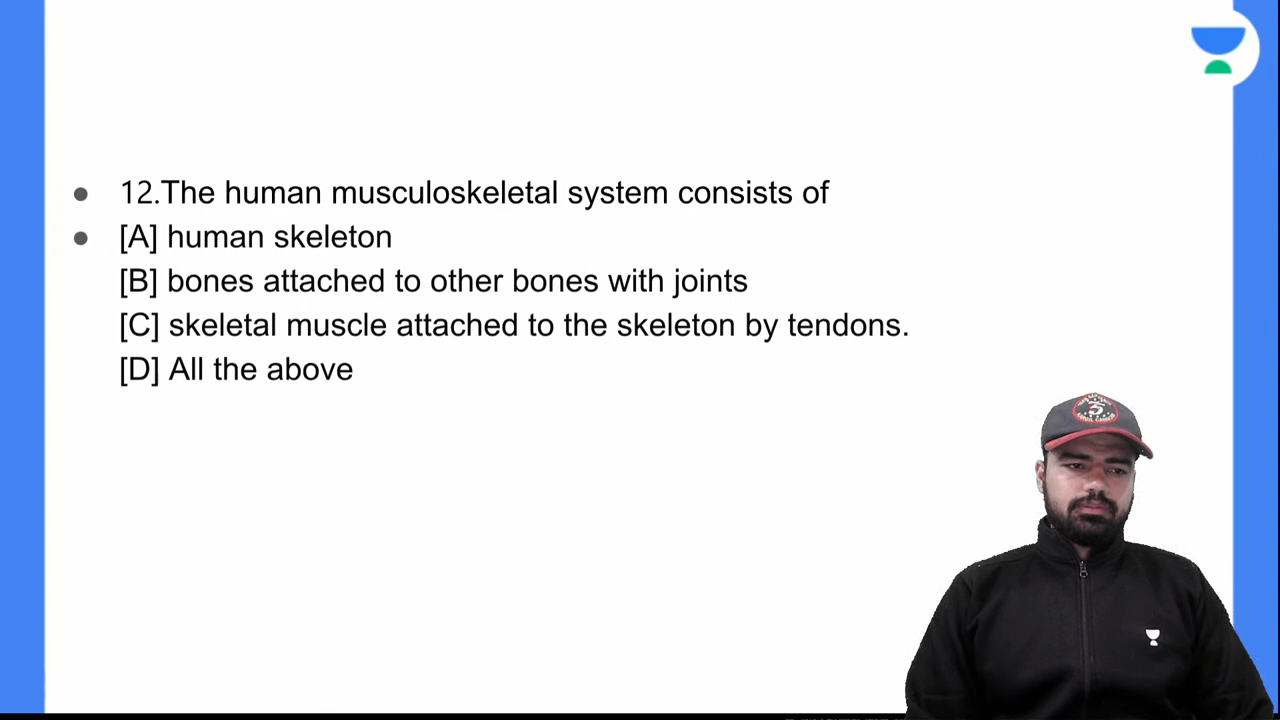 12.The human musculoskeletal system consists of
[A] human skeleton
[B] bones attached to other bones with joints
[C] skeletal muscle attached to the skeleton by tendons.
[D] All the above